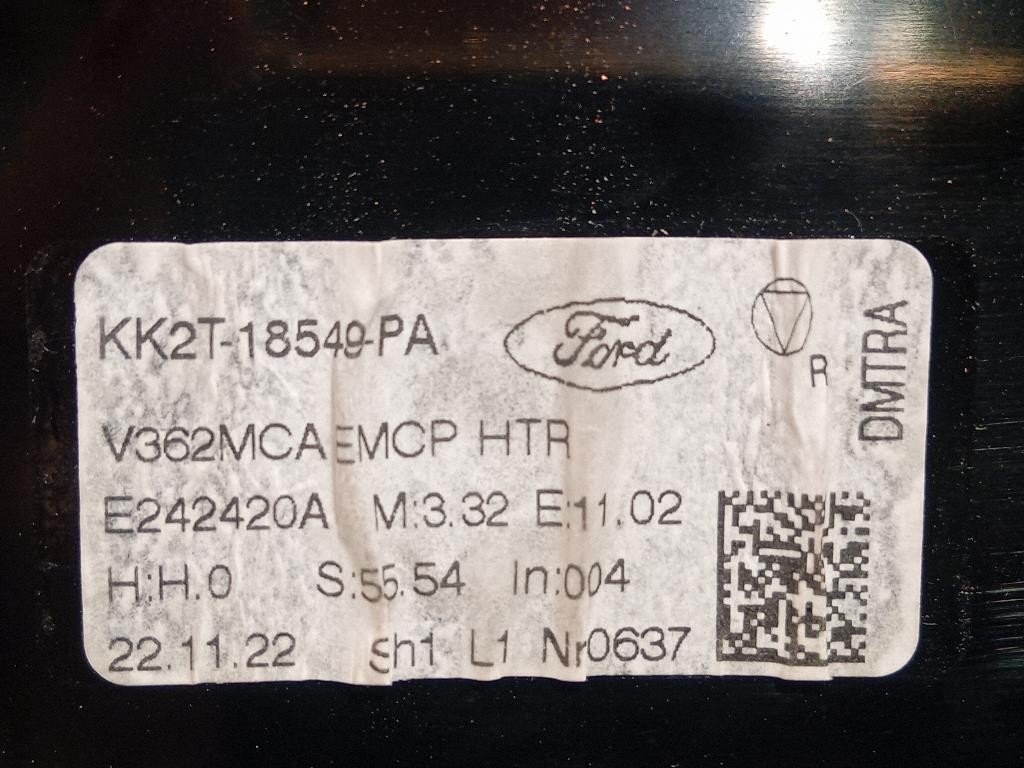 KK2T-18549-PA
Ford
R
DMTRA
V362MCA EMCP HTR
E242420A M:3.32 E:11.02
H:H.0 S:55.54 In:004
22.11.22 Sh1 L1 Nr0637